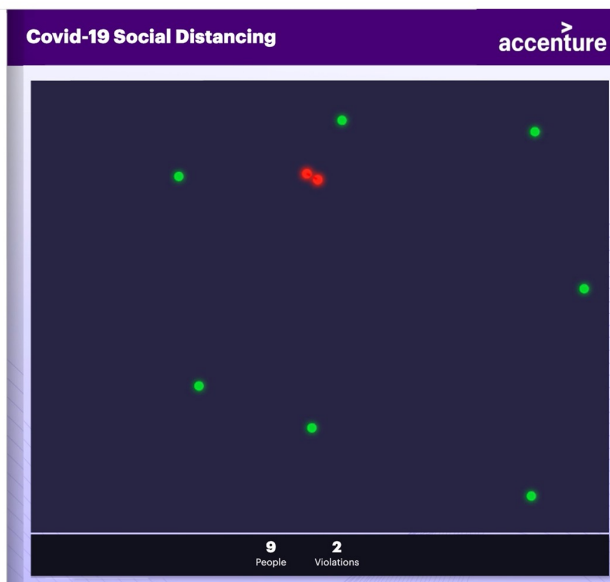 Covid-19 Social Distancing
accenture
9
People
2
Violations